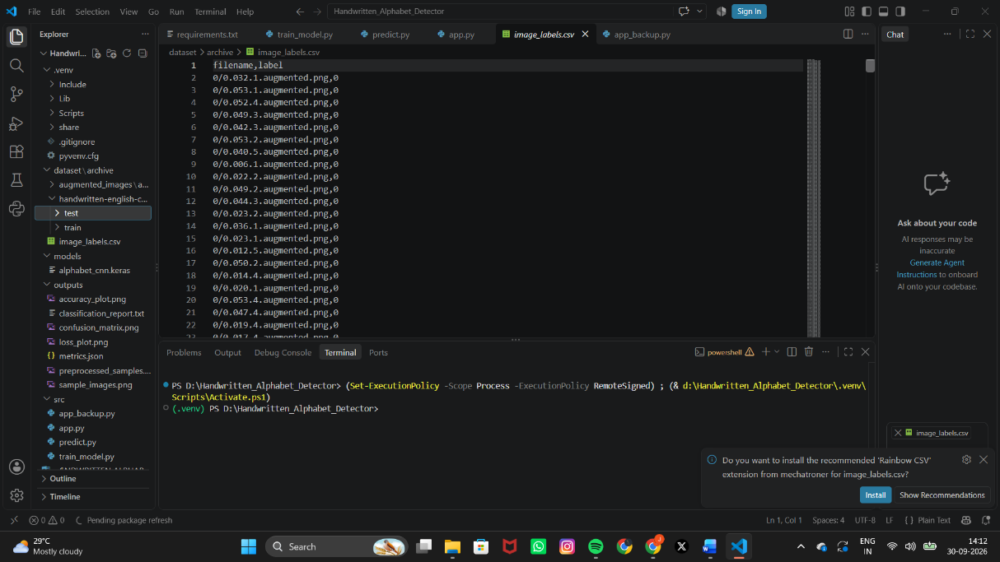 File Edit Selection View Go Run Terminal Help
Handwritten_Alphabet_Detector
Sign In
Explorer
Handwri...
.venv
Include
Lib
Scripts
share
.gitignore
pyvenv.cfg
dataset\archive
augmented_images\a...
handwritten-english-c...
test
train
image_labels.csv
models
alphabet_cnn.keras
outputs
accuracy_plot.png
classification_report.txt
confusion_matrix.png
loss_plot.png
metrics.json
preprocessed_samples....
sample_images.png
src
app_backup.py
app.py
predict.py
train_model.py
Outline
Timeline
requirements.txt train_model.py predict.py app.py image_labels.csv app_backup.py
dataset > archive > image_labels.csv
1 filename,label
2 0/0.032.1.augmented.png,0
3 0/0.053.1.augmented.png,0
4 0/0.052.4.augmented.png,0
5 0/0.049.3.augmented.png,0
6 0/0.042.3.augmented.png,0
7 0/0.053.2.augmented.png,0
8 0/0.040.5.augmented.png,0
9 0/0.006.1.augmented.png,0
10 0/0.022.2.augmented.png,0
11 0/0.049.2.augmented.png,0
12 0/0.044.3.augmented.png,0
13 0/0.023.2.augmented.png,0
14 0/0.036.1.augmented.png,0
15 0/0.023.1.augmented.png,0
16 0/0.012.5.augmented.png,0
17 0/0.050.2.augmented.png,0
18 0/0.014.4.augmented.png,0
19 0/0.020.1.augmented.png,0
20 0/0.053.4.augmented.png,0
21 0/0.047.4.augmented.png,0
22 0/0.019.4.augmented.png,0
23 0/0.017.4.augmented.png,0
Problems Output Debug Console Terminal Ports
powershell
PS D:\Handwritten_Alphabet_Detector> (Set-ExecutionPolicy -Scope Process -ExecutionPolicy RemoteSigned) ; (& d:\Handwritten_Alphabet_Detector\.venv\
Scripts\Activate.ps1)
(.venv) PS D:\Handwritten_Alphabet_Detector>
Chat
Ask about your code
AI responses may be
inaccurate
Generate Agent
Instructions to onboard
AI onto your codebase.
image_labels.csv
Do you want to install the recommended 'Rainbow CSV'
extension from mechatroner for image_labels.csv?
Install Show Recommendations
0 0 Pending package refresh
Ln 1, Col 1 Spaces: 4 UTF-8 LF {} Plain Text
29°C
Mostly cloudy
Search
ENG
IN
14:12
30-09-2026